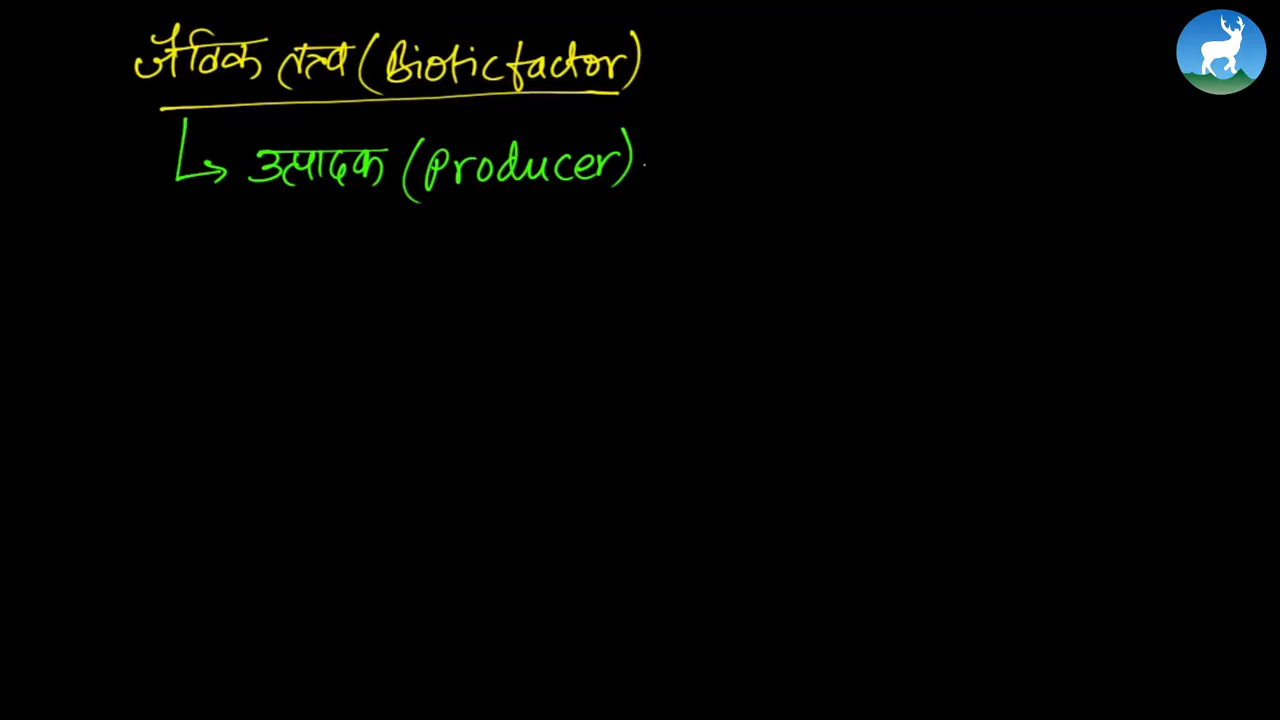 जैविक तत्व (Biotic factor)
उत्पादक (Producer)